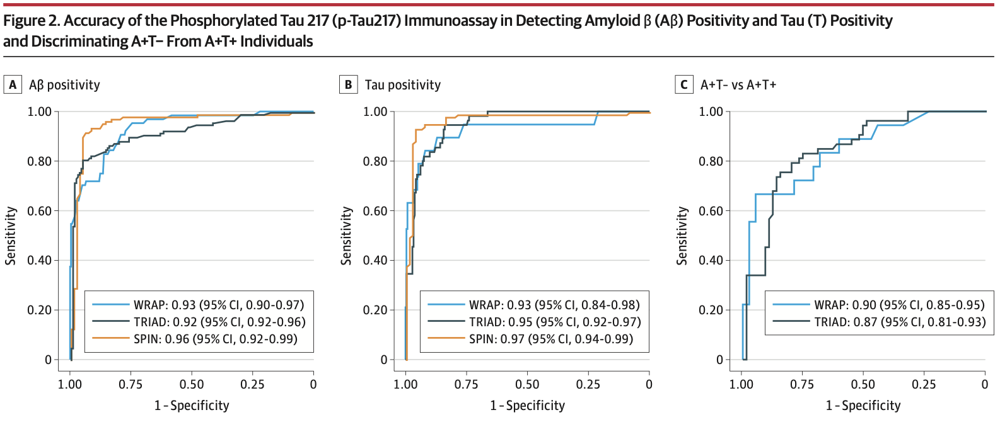 Figure 2. Accuracy of the Phosphorylated Tau 217 (p-Tau217) Immunoassay in Detecting Amyloid β (Aβ) Positivity and Tau (T) Positivity
and Discriminating A+T− From A+T+ Individuals
A Aβ positivity
1.00
0.80
0.60
0.40
0.20
0
Sensitivity
WRAP: 0.93 (95% CI, 0.90-0.97)
TRIAD: 0.92 (95% CI, 0.92-0.96)
SPIN: 0.96 (95% CI, 0.92-0.99)
1.00 0.75 0.50 0.25 0
1 – Specificity
B Tau positivity
1.00
0.80
0.60
0.40
0.20
0
Sensitivity
WRAP: 0.93 (95% CI, 0.84-0.98)
TRIAD: 0.95 (95% CI, 0.92-0.97)
SPIN: 0.97 (95% CI, 0.94-0.99)
1.00 0.75 0.50 0.25 0
1 – Specificity
C A+T- vs A+T+
1.00
0.80
0.60
0.40
0.20
0
Sensitivity
WRAP: 0.90 (95% CI, 0.85-0.95)
TRIAD: 0.87 (95% CI, 0.81-0.93)
1.00 0.75 0.50 0.25 0
1 – Specificity